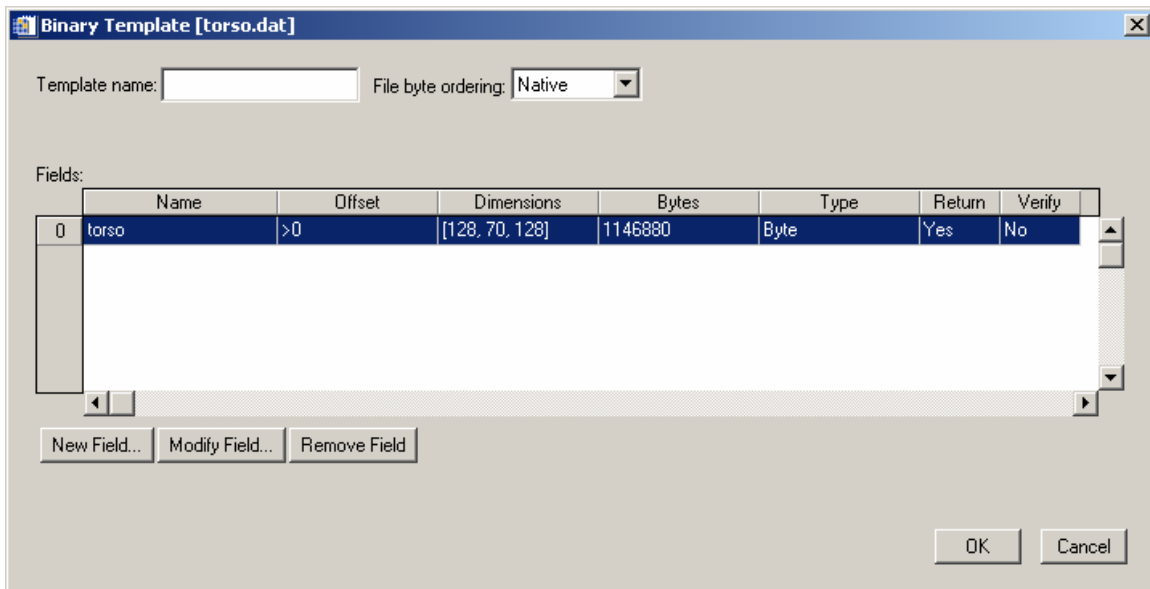 Binary Template [torso.dat]
Template name: File byte ordering: Native
Fields:
Name Offset Dimensions Bytes Type Return Verify
0 torso >0 [128, 70, 128] 1146880 Byte Yes No
New Field... Modify Field... Remove Field
OK Cancel